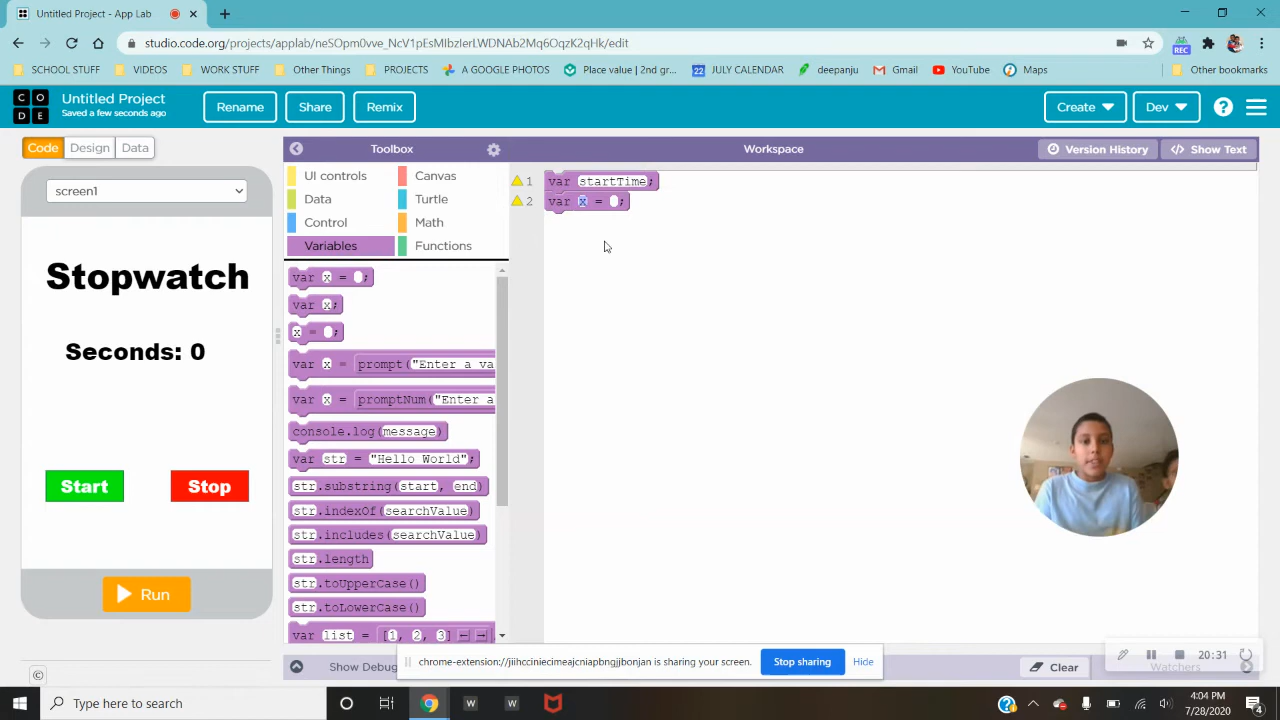 Untitled Project - App Lab
studio.code.org/projects/applab/neSOpm0vve_NcV1pEsMlbzlerLWDNAb2Mq6OqzK2qHk/edit
REC
SCHOOL STUFF VIDEOS WORK STUFF Other Things PROJECTS A GOOGLE PHOTOS Place value | 2nd gr... 22 JULY CALENDAR deepanju Gmail YouTube Maps Other bookmarks
C O D E
Untitled Project
Saved a few seconds ago
Rename Share Remix Create Dev ?
Code Design Data Toolbox Workspace Version History Show Text
screen1
UI controls Canvas
Data Turtle
Control Math
Variables Functions
1 var startTime;
2 var x = ;
Stopwatch
Seconds: 0
Start Stop
Run
var x = ;
var x;
x = ;
var x = prompt("Enter a va
var x = promptNum("Enter a
console.log(message)
var str = "Hello World";
str.substring(start, end)
str.indexOf(searchValue)
str.includes(searchValue)
str.length
str.toUpperCase()
str.toLowerCase()
var list = [1, 2, 3]
©
Show Debu
chrome-extension://jiihcciniecimeajcniapbngjjbonjan is sharing your screen. Stop sharing Hide
Clear
Watchers
20:31
Type here to search
W W
4:04 PM
7/28/2020
4